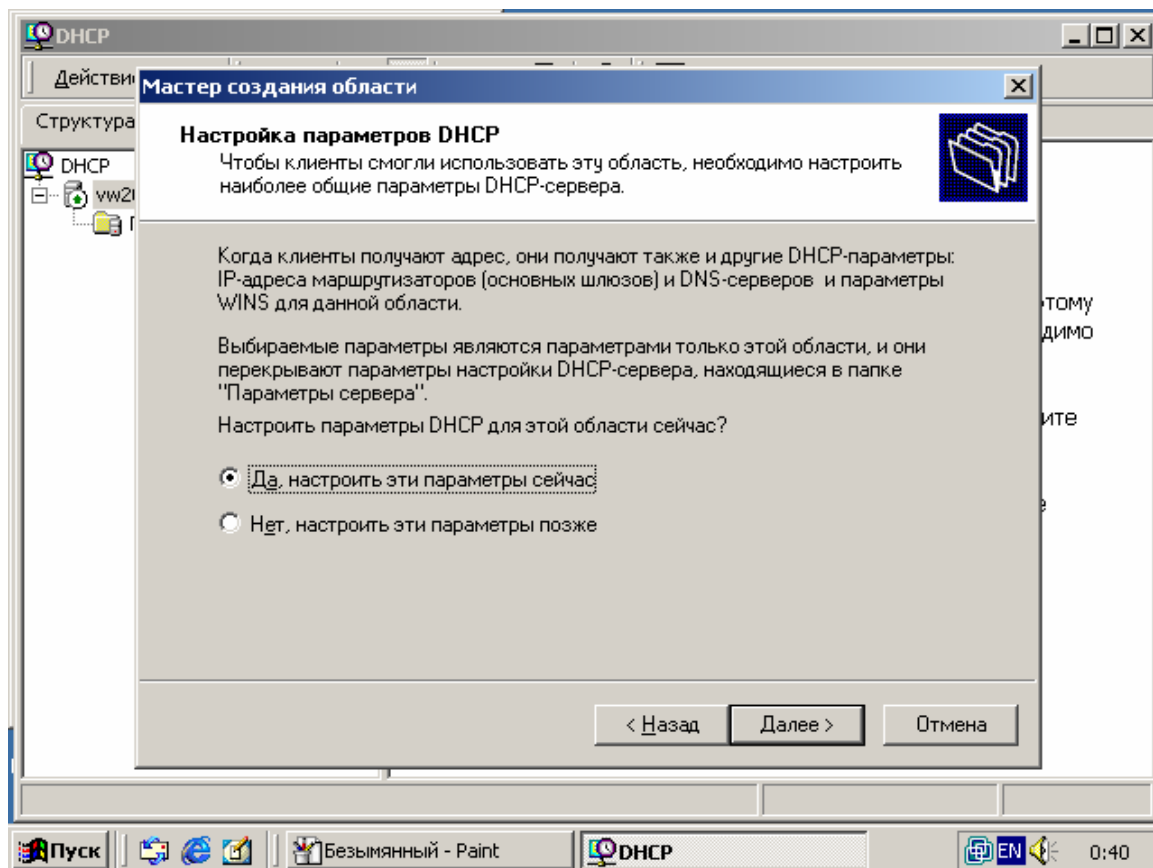 DHCP
Действи
Мастер создания области
Структура
Настройка параметров DHCP
Чтобы клиенты смогли использовать эту область, необходимо настроить
наиболее общие параметры DHCP-сервера.
DHCP
vw2
Когда клиенты получают адрес, они получают также и другие DHCP-параметры:
IP-адреса маршрутизаторов (основных шлюзов) и DNS-серверов и параметры
WINS для данной области.
этому
димо
Выбираемые параметры являются параметрами только этой области, и они
перекрывают параметры настройки DHCP-сервера, находящиеся в папке
"Параметры сервера".
Настроить параметры DHCP для этой области сейчас?
ите
Да, настроить эти параметры сейчас
Нет, настроить эти параметры позже
< Назад
Далее >
Отмена
Пуск
Безымянный - Paint
DHCP
EN
0:40